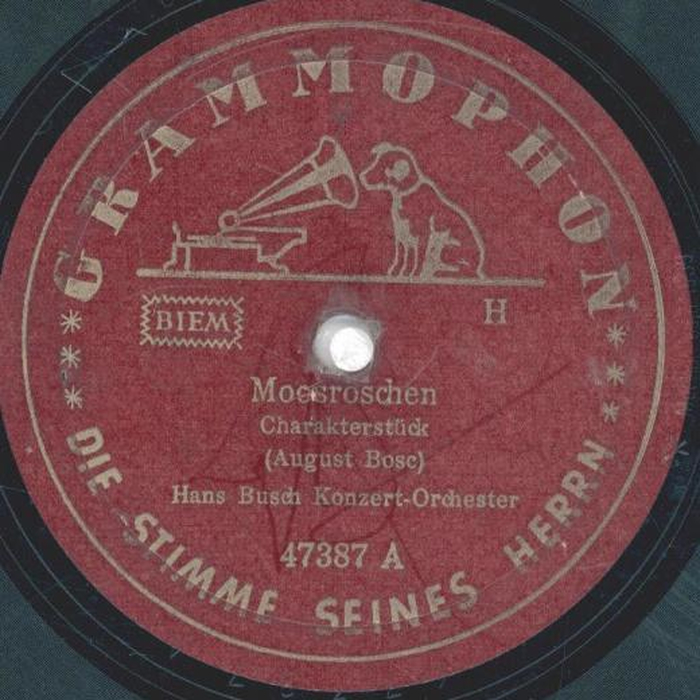 GRAMMOPHON
BIEM
H
Moosröschen
Charakterstück
(August Bosc)
Hans Busch Konzert-Orchester
47387 A
*** DIE STIMME SEINES HERRN ***